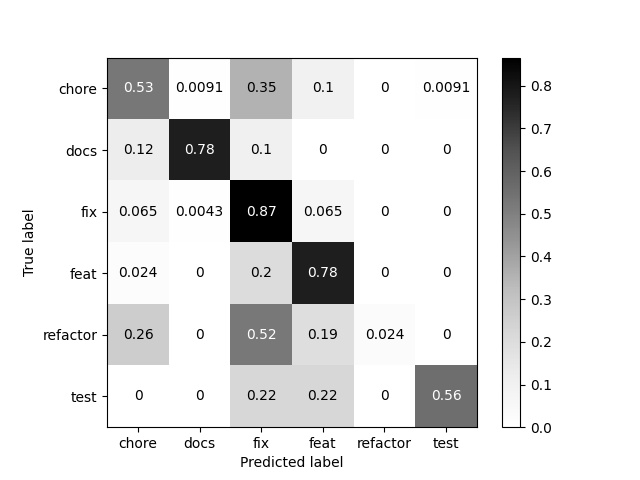 chore 0.53 0.0091 0.35 0.1 0 0.0091
docs 0.12 0.78 0.1 0 0 0
fix 0.065 0.0043 0.87 0.065 0 0
feat 0.024 0 0.2 0.78 0 0
refactor 0.26 0 0.52 0.19 0.024 0
test 0 0 0.22 0.22 0 0.56
chore docs fix feat refactor test
Predicted label
True label
0.8
0.7
0.6
0.5
0.4
0.3
0.2
0.1
0.0